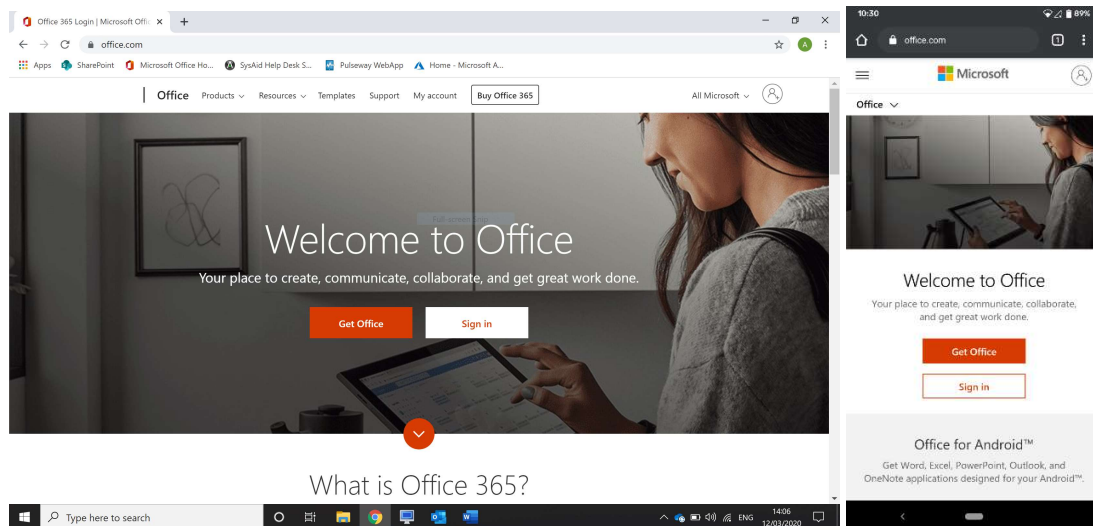 Office 365 Login | Microsoft Offic
office.com
Apps SharePoint Microsoft Office Ho... SysAid Help Desk S... Pulseway WebApp Home - Microsoft A...
A
Office Products Resources Templates Support My account Buy Office 365 All Microsoft
Welcome to Office
Your place to create, communicate, collaborate, and get great work done.
Get Office Sign in
What is Office 365?
Type here to search
ENG
14:06
12/03/2020
10:30 89%
office.com 1
Microsoft
Office
Welcome to Office
Your place to create, communicate, collaborate,
and get great work done.
Get Office
Sign in
Office for Android™
Get Word, Excel, PowerPoint, Outlook, and
OneNote applications designed for your Android™.